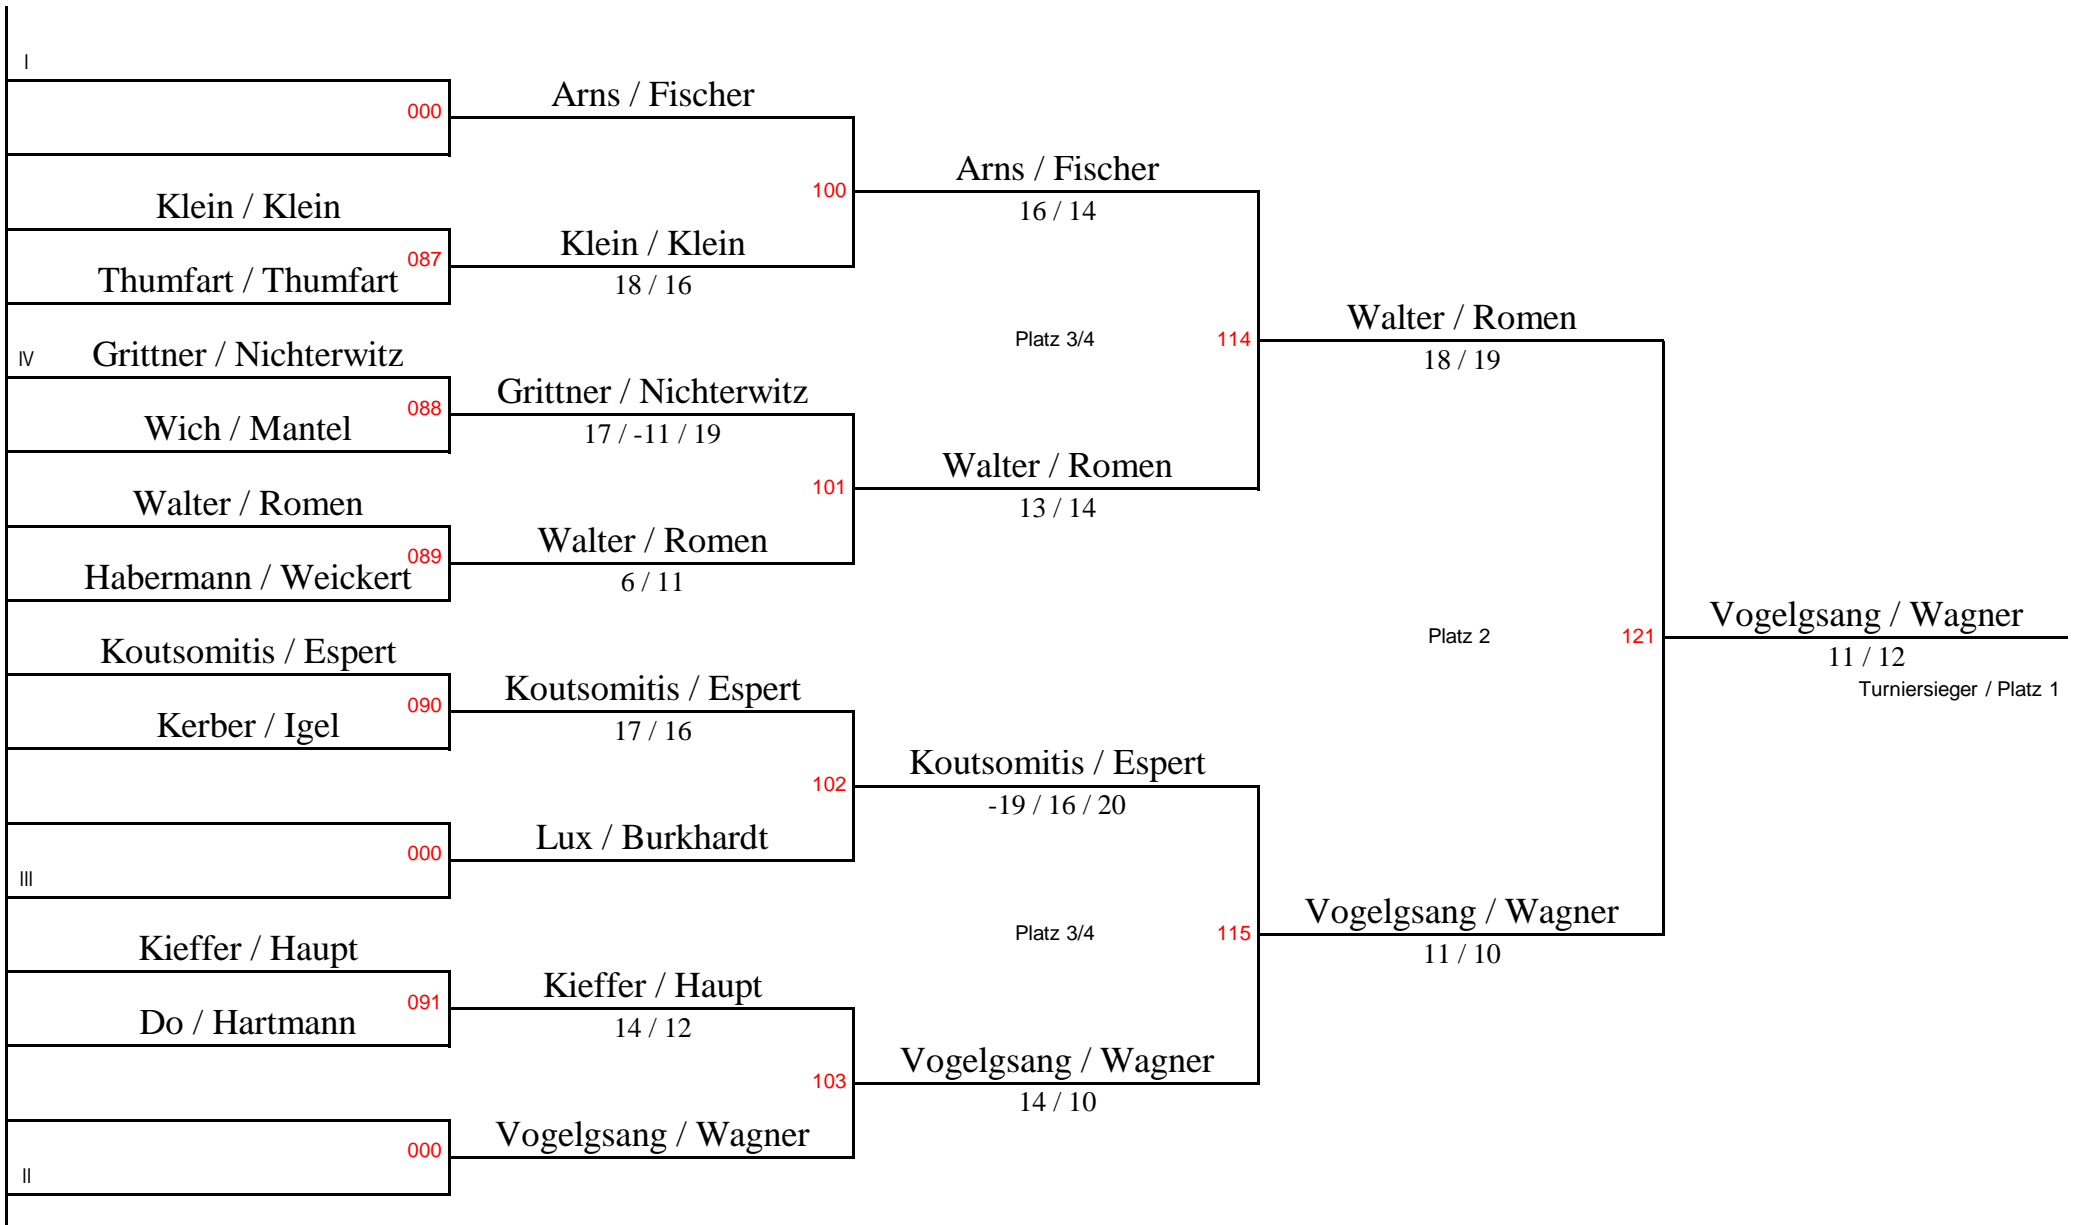 I
000
Arns / Fischer
Klein / Klein
087
Thumfart / Thumfart
Klein / Klein
18 / 16
100
Arns / Fischer
16 / 14
IV
Grittner / Nichterwitz
088
Wich / Mantel
Grittner / Nichterwitz
17 / -11 / 19
Walter / Romen
089
Habermann / Weickert
Walter / Romen
6 / 11
101
Walter / Romen
13 / 14
Platz 3/4
114
Walter / Romen
18 / 19
Koutsomitis / Espert
090
Kerber / Igel
Koutsomitis / Espert
17 / 16
000
III
Lux / Burkhardt
102
Koutsomitis / Espert
-19 / 16 / 20
Kieffer / Haupt
091
Do / Hartmann
Kieffer / Haupt
14 / 12
000
II
Vogelgsang / Wagner
103
Vogelgsang / Wagner
14 / 10
Platz 3/4
115
Vogelgsang / Wagner
11 / 10
Platz 2
121
Vogelgsang / Wagner
11 / 12
Turniersieger / Platz 1